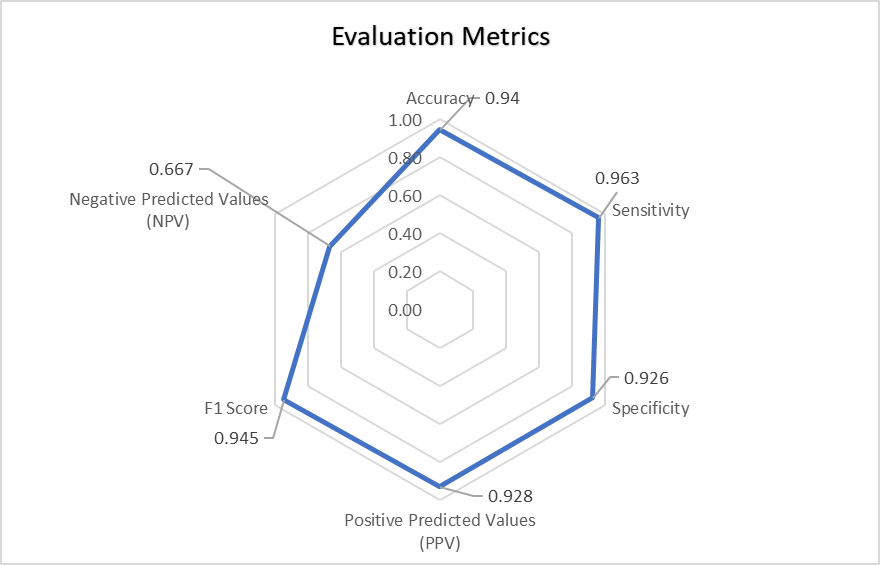 Evaluation Metrics
Accuracy
0.94
1.00
0.80
0.60
0.40
0.20
0.00
0.963
Sensitivity
0.926
Specificity
0.928
Positive Predicted Values
(PPV)
F1 Score
0.945
0.667
Negative Predicted Values
(NPV)